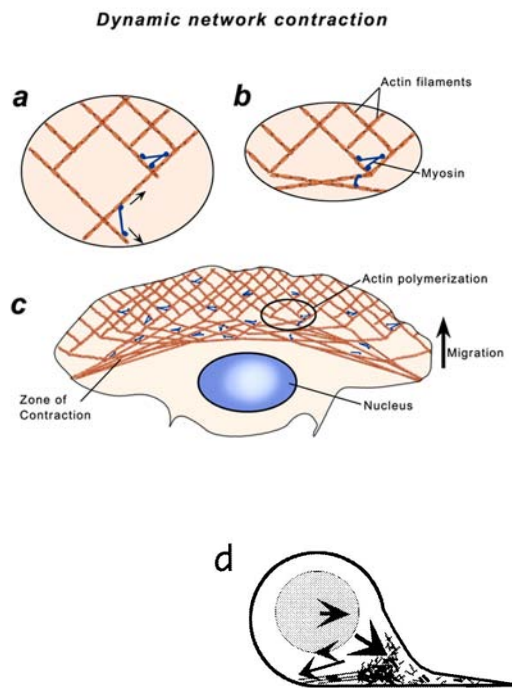 Dynamic network contraction
a
b
Actin filaments
Myosin
c
Actin polymerization
Migration
Zone of
Contraction
Nucleus
d